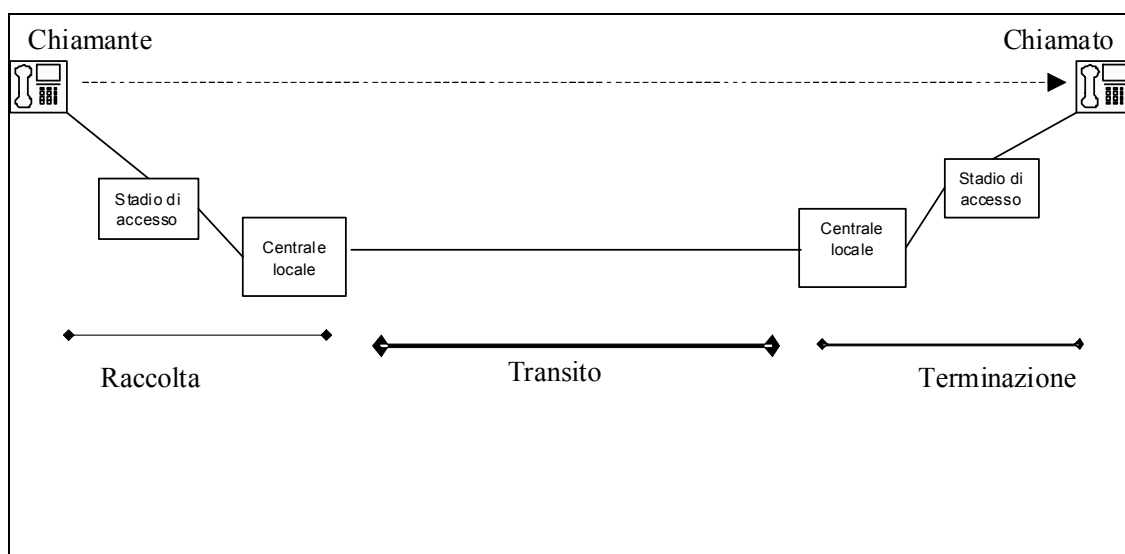 Chiamante
Chiamato
Stadio di
accesso
Stadio di
accesso
Centrale
locale
Centrale
locale
Raccolta
Transito
Terminazione